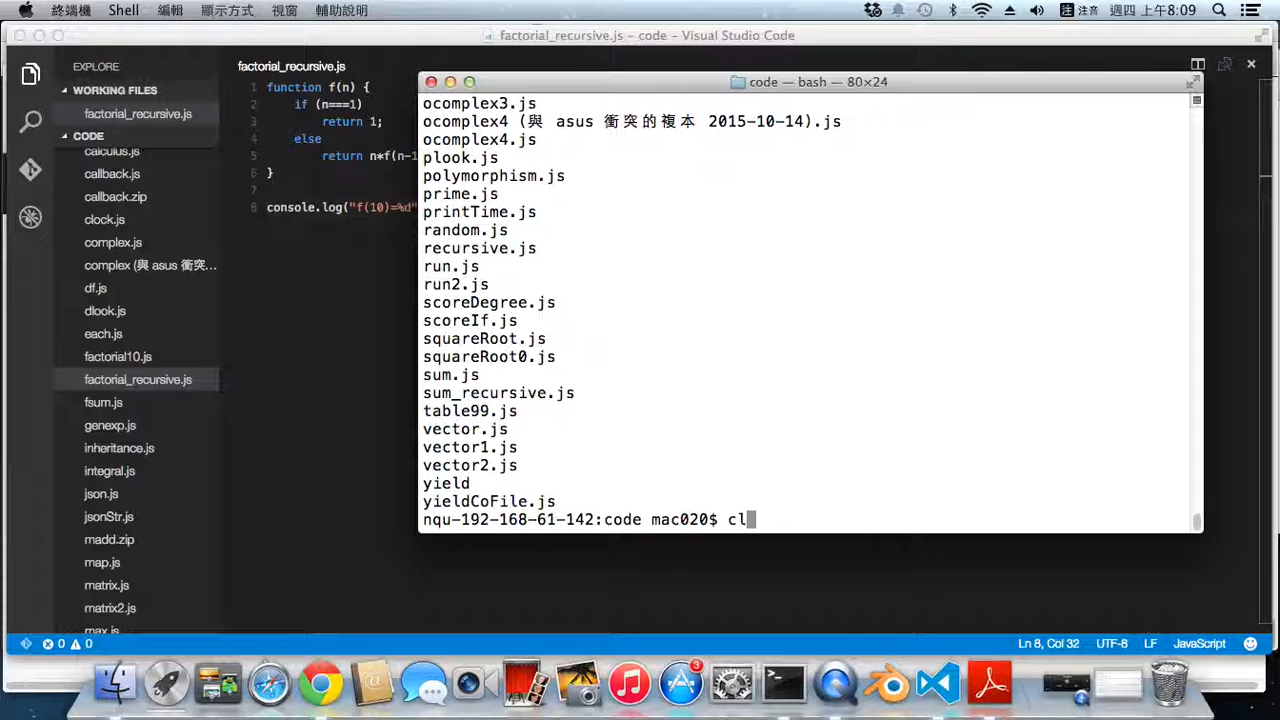 終端機 Shell 編輯 顯示方式 視窗 輔助說明 注 注音 週四 上午8:09
factorial_recursive.js - code - Visual Studio Code
EXPLORE
WORKING FILES
factorial_recursive.js
CODE
calculus.js
callback.js
callback.zip
clock.js
complex.js
complex (與 asus 衝突...
df.js
dlook.js
each.js
factorial10.js
factorial_recursive.js
fsum.js
genexp.js
inheritance.js
integral.js
json.js
jsonStr.js
madd.zip
map.js
matrix.js
matrix2.js
max.js
factorial_recursive.js
1 function f(n) {
2 if (n===1)
3 return 1;
4 else
5 return n*f(n-1
6 }
7
8 console.log("f(10)=%d"
code — bash — 80×24
ocomplex3.js
ocomplex4 (與 asus 衝突的複本 2015-10-14).js
ocomplex4.js
plook.js
polymorphism.js
prime.js
printTime.js
random.js
recursive.js
run.js
run2.js
scoreDegree.js
scoreIf.js
squareRoot.js
squareRoot0.js
sum.js
sum_recursive.js
table99.js
vector.js
vector1.js
vector2.js
yield
yieldCoFile.js
nqu-192-168-61-142:code mac020$ cl
0 0 Ln 8, Col 32 UTF-8 LF JavaScript
3